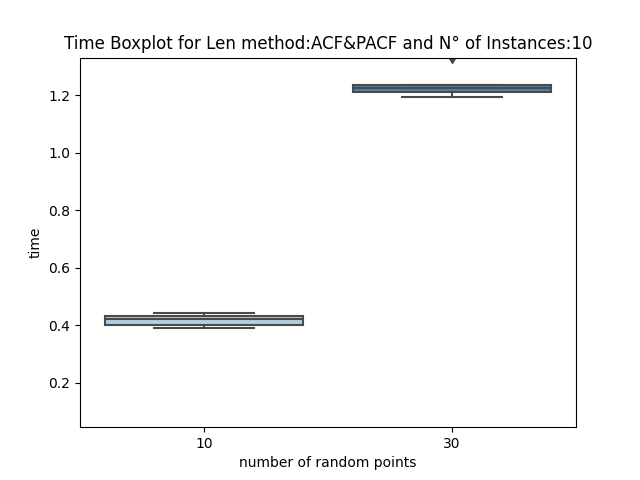 Time Boxplot for Len method:ACF&PACF and N° of Instances:10
1.2
1.0
0.8
0.6
0.4
0.2
time
10 30
number of random points